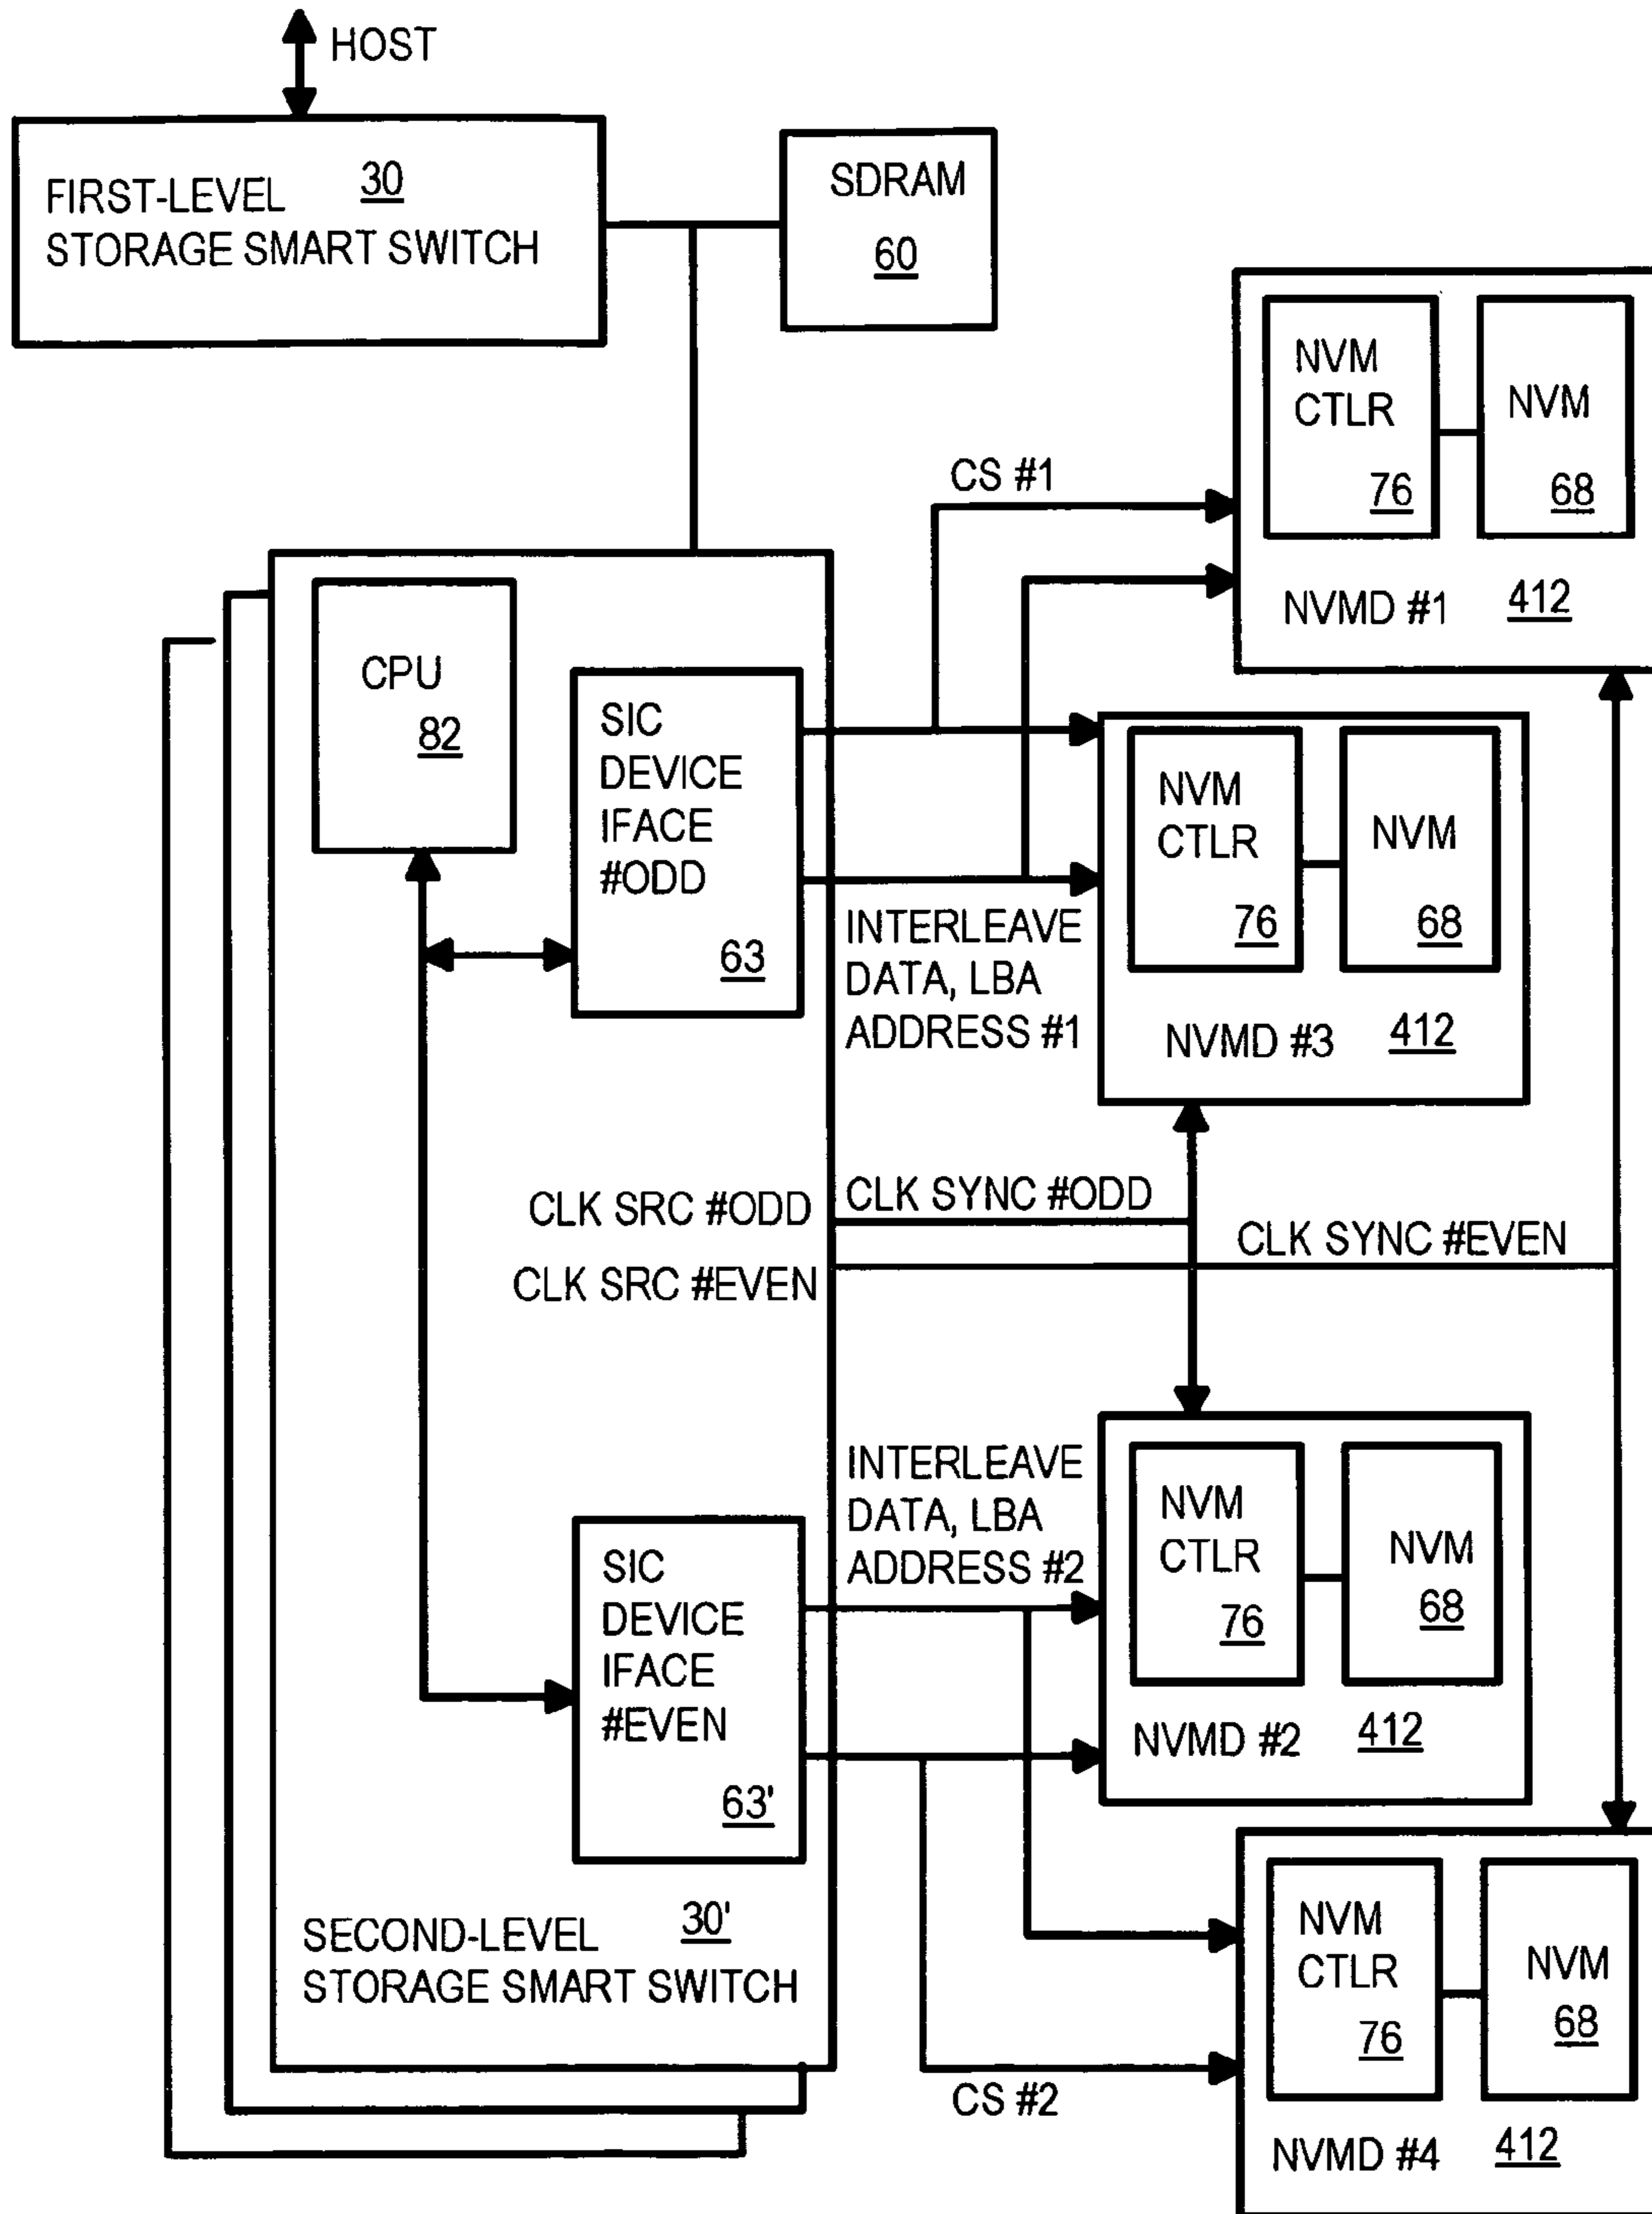 HOST
FIRST-LEVEL 30
STORAGE SMART SWITCH
SDRAM
60
NVM
CTLR
76
NVM
68
NVMD #1 412
CS #1
CPU
82
SIC
DEVICE
IFACE
#ODD
63
INTERLEAVE
DATA, LBA
ADDRESS #1
NVM
CTLR
76
NVM
68
NVMD #3 412
CLK SRC #ODD
CLK SYNC #ODD
CLK SRC #EVEN
CLK SYNC #EVEN
INTERLEAVE
DATA, LBA
ADDRESS #2
SIC
DEVICE
IFACE
#EVEN
63'
NVM
CTLR
76
NVM
68
NVMD #2 412
SECOND-LEVEL 30'
STORAGE SMART SWITCH
CS #2
NVM
CTLR
76
NVM
68
NVMD #4 412